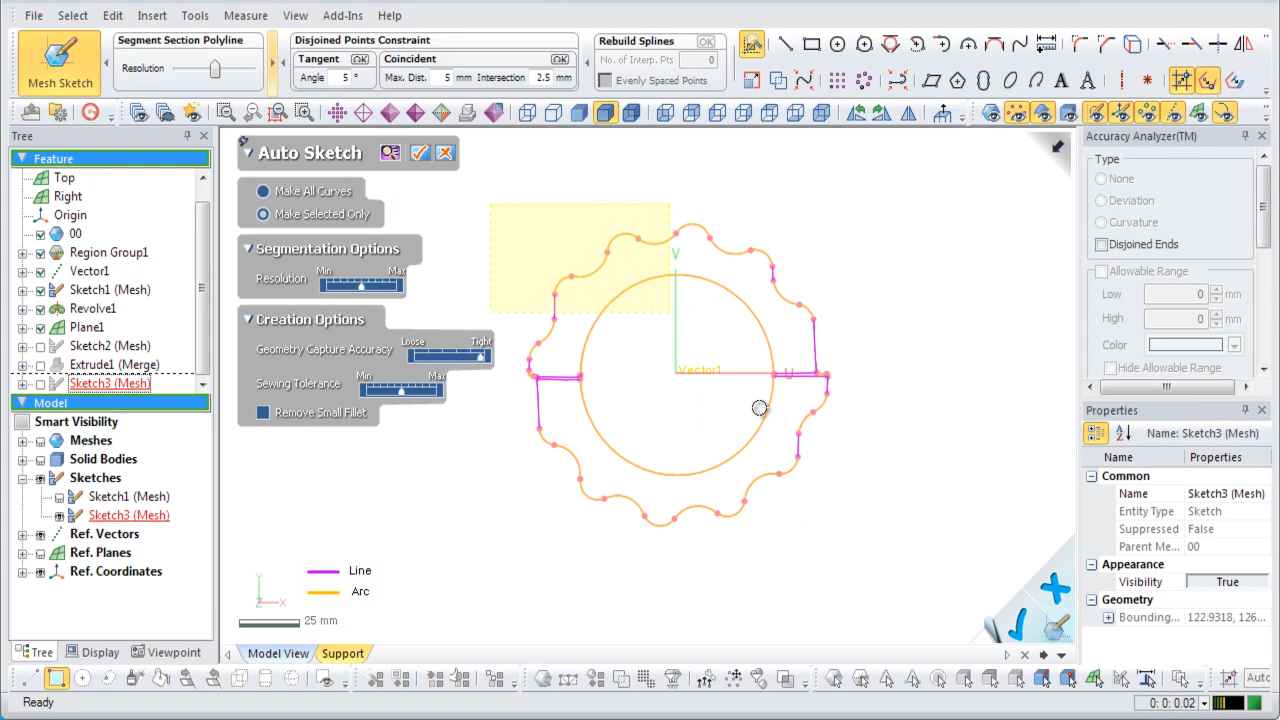 File Select Edit Insert Tools Measure View Add-Ins Help
Mesh Sketch
Segment Section Polyline
Resolution
Disjoined Points Constraint
Tangent OK Coincident OK
Angle 5 ° Max. Dist. 5 mm Intersection 2.5 mm
Rebuild Splines OK
No. of Interp. Pts 0
Evenly Spaced Points
Tree
Feature
Top
Right
Origin
00
Region Group1
Vector1
Sketch1 (Mesh)
Revolve1
Plane1
Sketch2 (Mesh)
Extrude1 (Merge)
Sketch3 (Mesh)
Model
Smart Visibility
Meshes
Solid Bodies
Sketches
Sketch1 (Mesh)
Sketch3 (Mesh)
Ref. Vectors
Ref. Planes
Ref. Coordinates
Tree Display Viewpoint
Auto Sketch
Make All Curves
Make Selected Only
Segmentation Options
Resolution Min Max
Creation Options
Geometry Capture Accuracy Loose Tight
Sewing Tolerance Min Max
Remove Small Fillet
V
Vector1
U
Line
Arc
Y
Z X
25 mm
Model View Support
Accuracy Analyzer(TM)
Type
None
Deviation
Curvature
Disjoined Ends
Allowable Range
Low 0 mm
High 0 mm
Color
Hide Allowable Range
Properties
Name: Sketch3 (Mesh)
Name Properties
Common
Name Sketch3 (Mesh)
Entity Type Sketch
Suppressed False
Parent Me... 00
Appearance
Visibility True
Geometry
Bounding... 122.9318, 126...
Auto
Ready
0: 0: 0.02